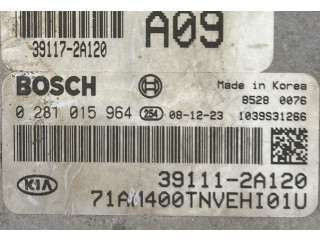 39117-2A120
A09
BOSCH
Made in Korea
8528 0076
0 281 015 964 254 08-12-23 1039S31266
KIA 39111-2A120
71AM400TNVEHI01U